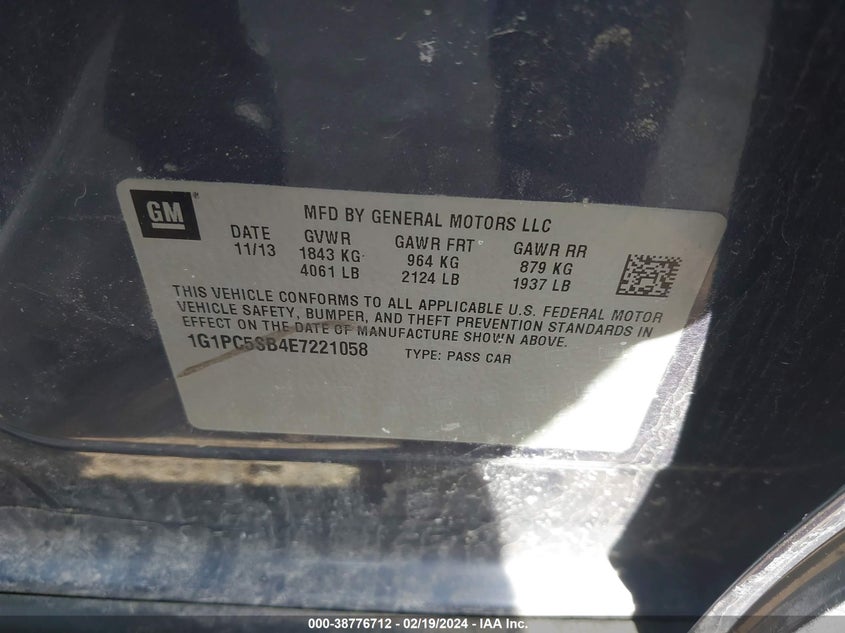 GM
MFD BY GENERAL MOTORS LLC
DATE GVWR GAWR FRT GAWR RR
11/13 1843 KG 964 KG 879 KG
4061 LB 2124 LB 1937 LB
THIS VEHICLE CONFORMS TO ALL APPLICABLE U.S. FEDERAL MOTOR
VEHICLE SAFETY, BUMPER, AND THEFT PREVENTION STANDARDS IN
EFFECT ON THE DATE OF MANUFACTURE SHOWN ABOVE.
1G1PC5SB4E7221058 TYPE: PASS CAR
000-38776712 - 02/19/2024 - IAA Inc.